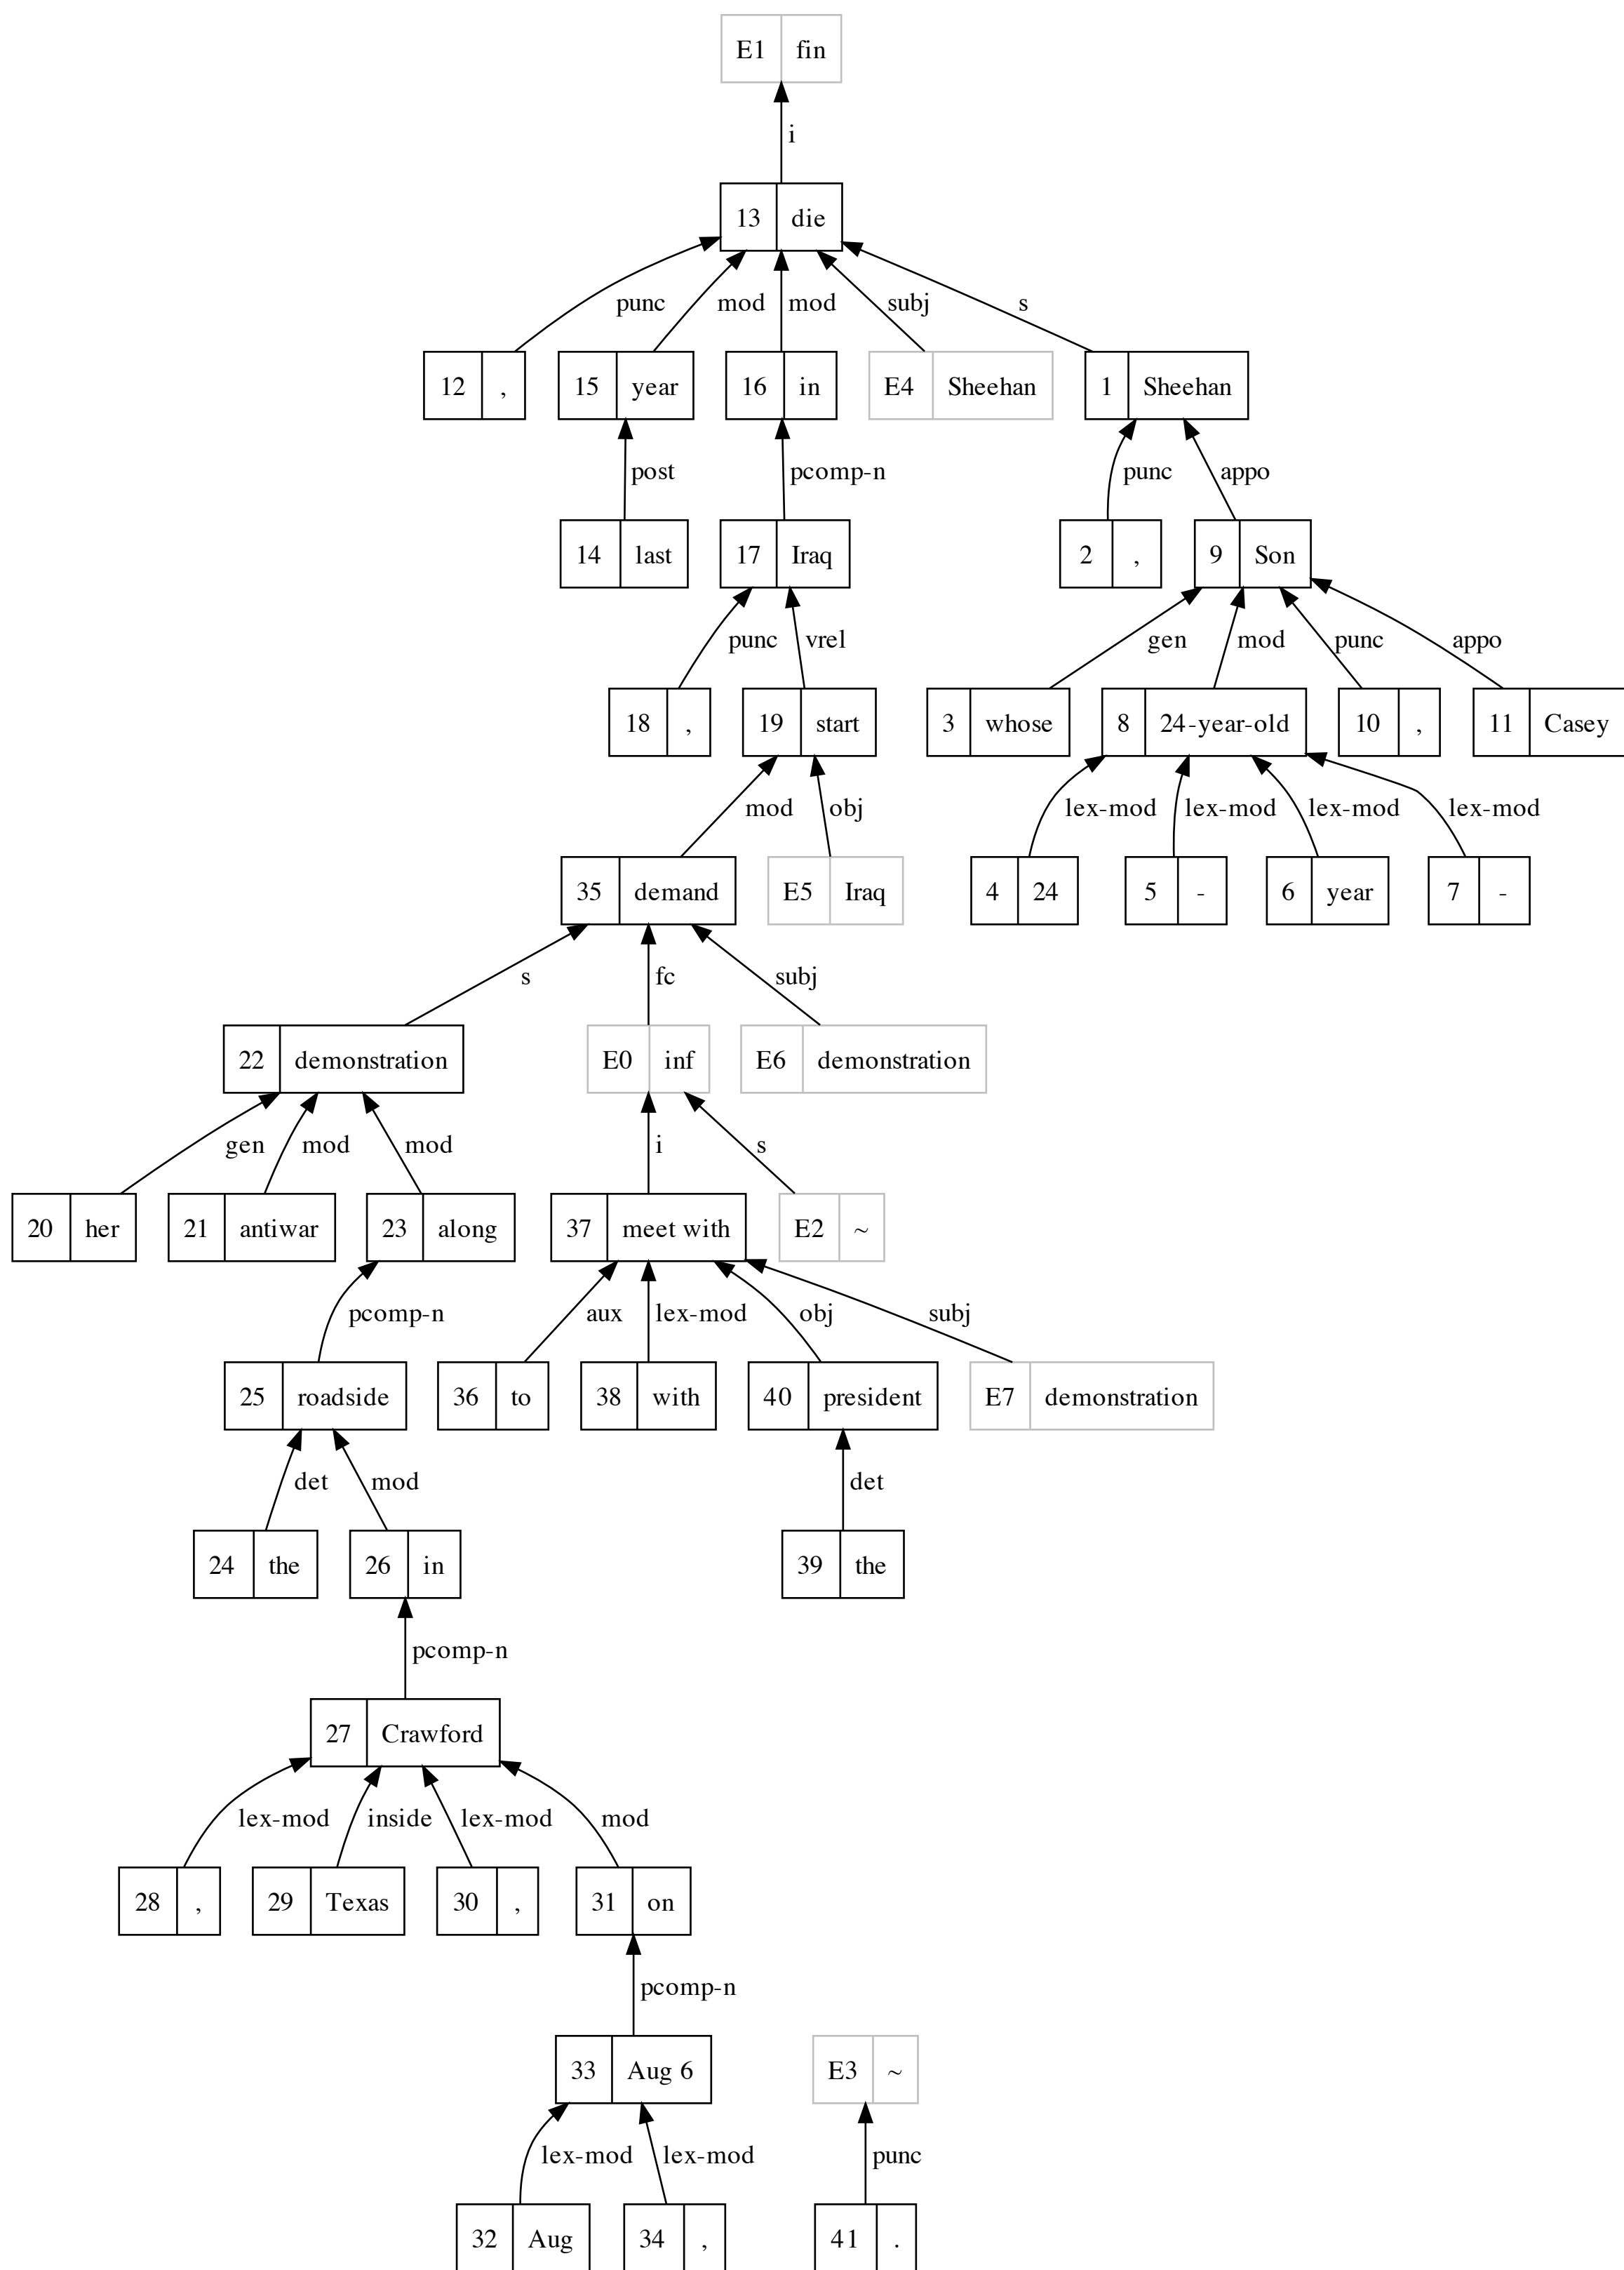 E1 fin
i
13 die
punc mod mod subj s
12 , 15 year 16 in E4 Sheehan 1 Sheehan
post pcomp-n punc appo
14 last 17 Iraq 2 , 9 Son
punc vrel gen mod punc appo
18 , 19 start 3 whose 8 24-year-old 10 , 11 Casey
mod obj lex-mod lex-mod lex-mod lex-mod
35 demand E5 Iraq 4 24 5 - 6 year 7 -
s fc subj
22 demonstration E0 inf E6 demonstration
gen mod mod i s
20 her 21 antiwar 23 along 37 meet with E2 ~
pcomp-n aux lex-mod obj subj
25 roadside 36 to 38 with 40 president E7 demonstration
det mod det
24 the 26 in 39 the
pcomp-n
27 Crawford
lex-mod inside lex-mod mod
28 , 29 Texas 30 , 31 on
pcomp-n
33 Aug 6 E3 ~
lex-mod lex-mod punc
32 Aug 34 , 41 .